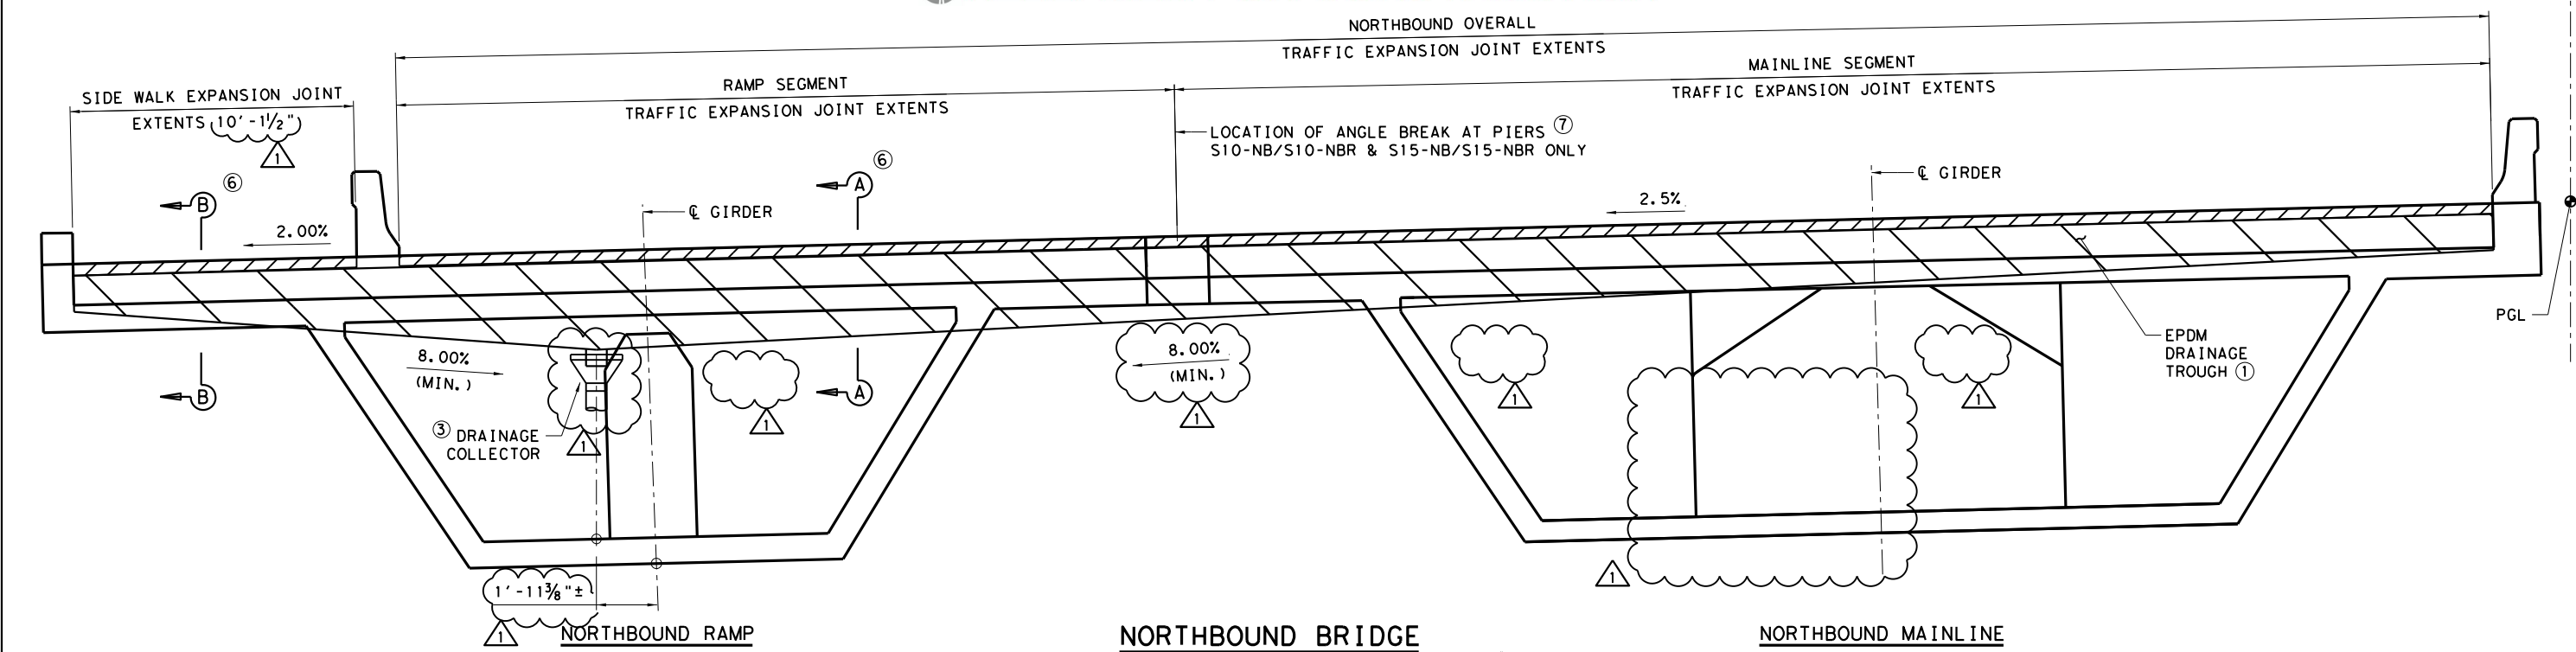 NORTHBOUND OVERALL
TRAFFIC EXPANSION JOINT EXTENTS
MAINLINE SEGMENT
TRAFFIC EXPANSION JOINT EXTENTS
RAMP SEGMENT
TRAFFIC EXPANSION JOINT EXTENTS
SIDE WALK EXPANSION JOINT
EXTENTS 10'-1½"
1
LOCATION OF ANGLE BREAK AT PIERS ⑦
S10-NB/S10-NBR & S15-NB/S15-NBR ONLY
B ⑥
A ⑥
℄ GIRDER
℄ GIRDER
2.00%
2.5%
PGL
8.00%
(MIN.)
8.00%
(MIN.)
EPDM
DRAINAGE
TROUGH ①
B
A
1
1
1
1
③ DRAINAGE
COLLECTOR
1
1
1'-11⅜"±
1
NORTHBOUND RAMP
NORTHBOUND BRIDGE
NORTHBOUND MAINLINE